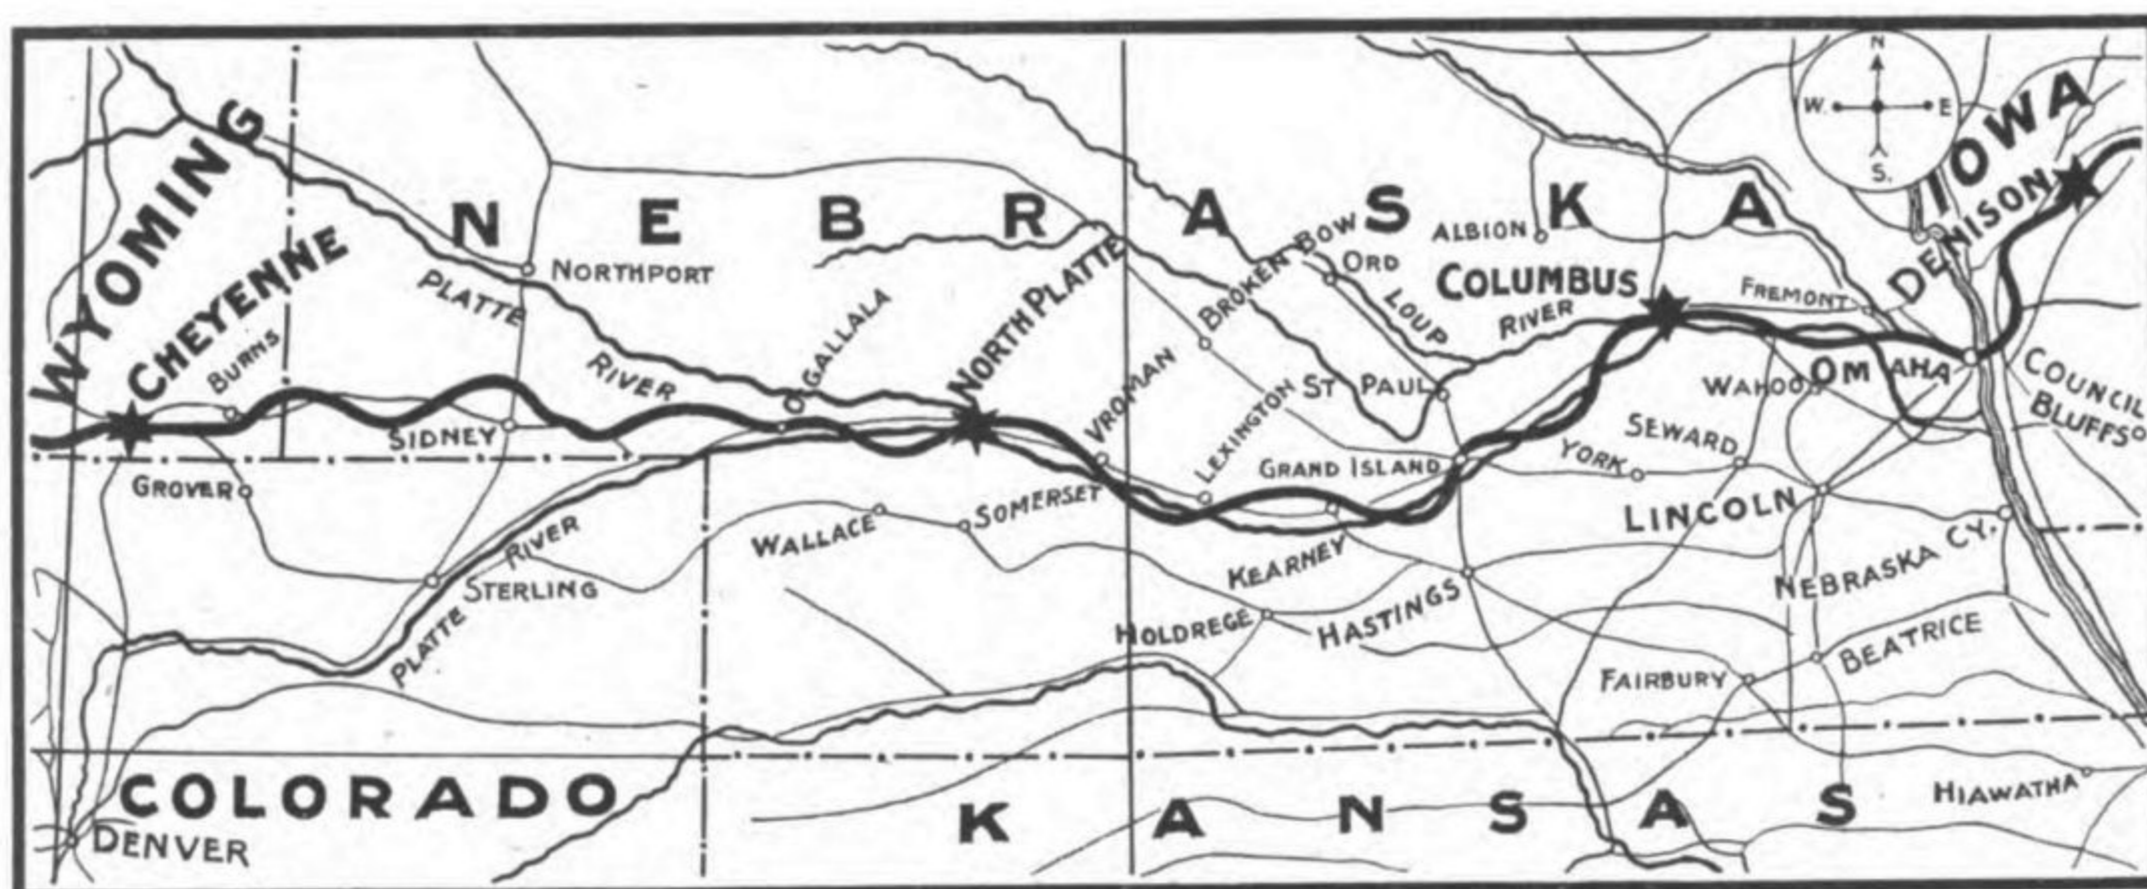 N
W. E
S.
WYOMING
IOWA
NEBRASKA
CHEYENNE
BURNS
NORTHPORT
PLATTE
RIVER
SIDNEY
OGALLALA
NORTH PLATTE
BROKEN BOW
ORD
LOUP
RIVER
ALBION
COLUMBUS
FREMONT
DENISON
VROMAN
LEXINGTON
ST PAUL
WAHOO
OMAHA
COUNCIL
BLUFFS
GROVER
STERLING
PLATTE
RIVER
WALLACE
SOMERSET
GRAND ISLAND
YORK
SEWARD
LINCOLN
KEARNEY
HOLDREGE
HASTINGS
NEBRASKA CY.
FAIRBURY
BEATRICE
COLORADO
DENVER
KANSAS
HIAWATHA